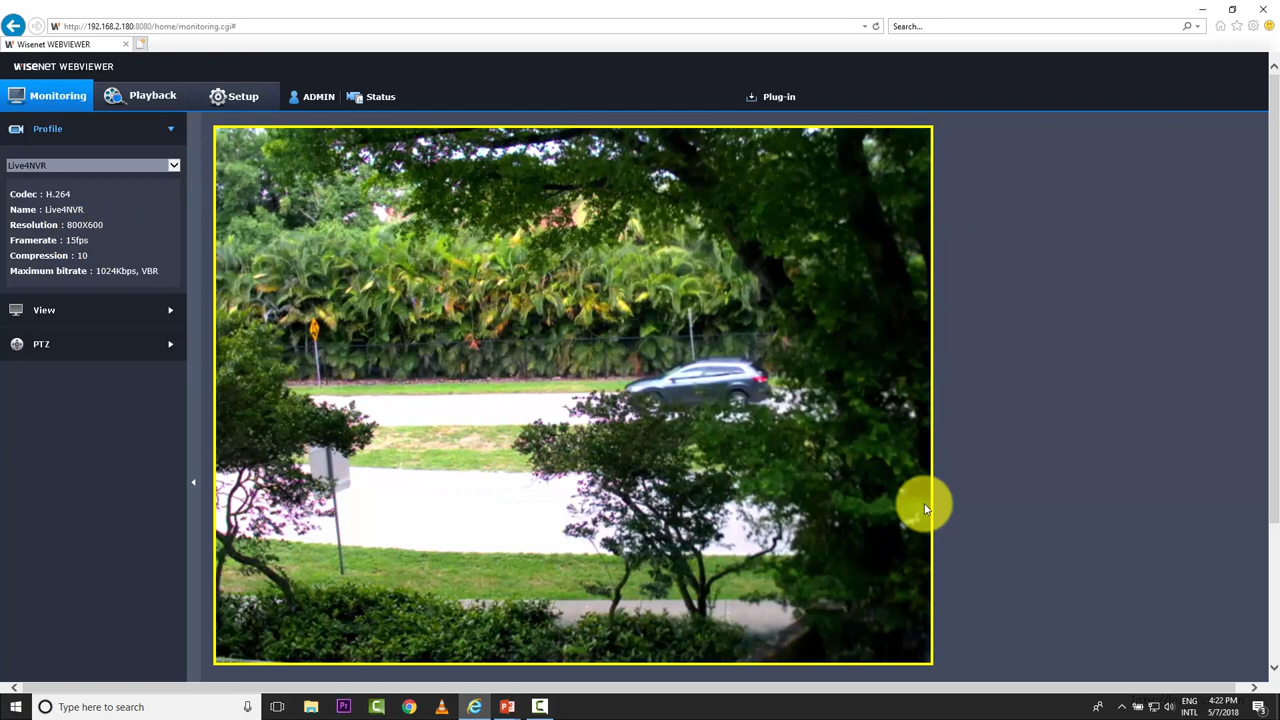 http://192.168.2.180:8080/home/monitoring.cgi#
Search...
Wisenet WEBVIEWER
WISENET WEBVIEWER
Monitoring
Playback
Setup
ADMIN
Status
Plug-in
Profile
Live4NVR
Codec : H.264
Name : Live4NVR
Resolution : 800X600
Framerate : 15fps
Compression : 10
Maximum bitrate : 1024Kbps, VBR
View
PTZ
Type here to search
ENG
INTL
4:22 PM
5/7/2018
3